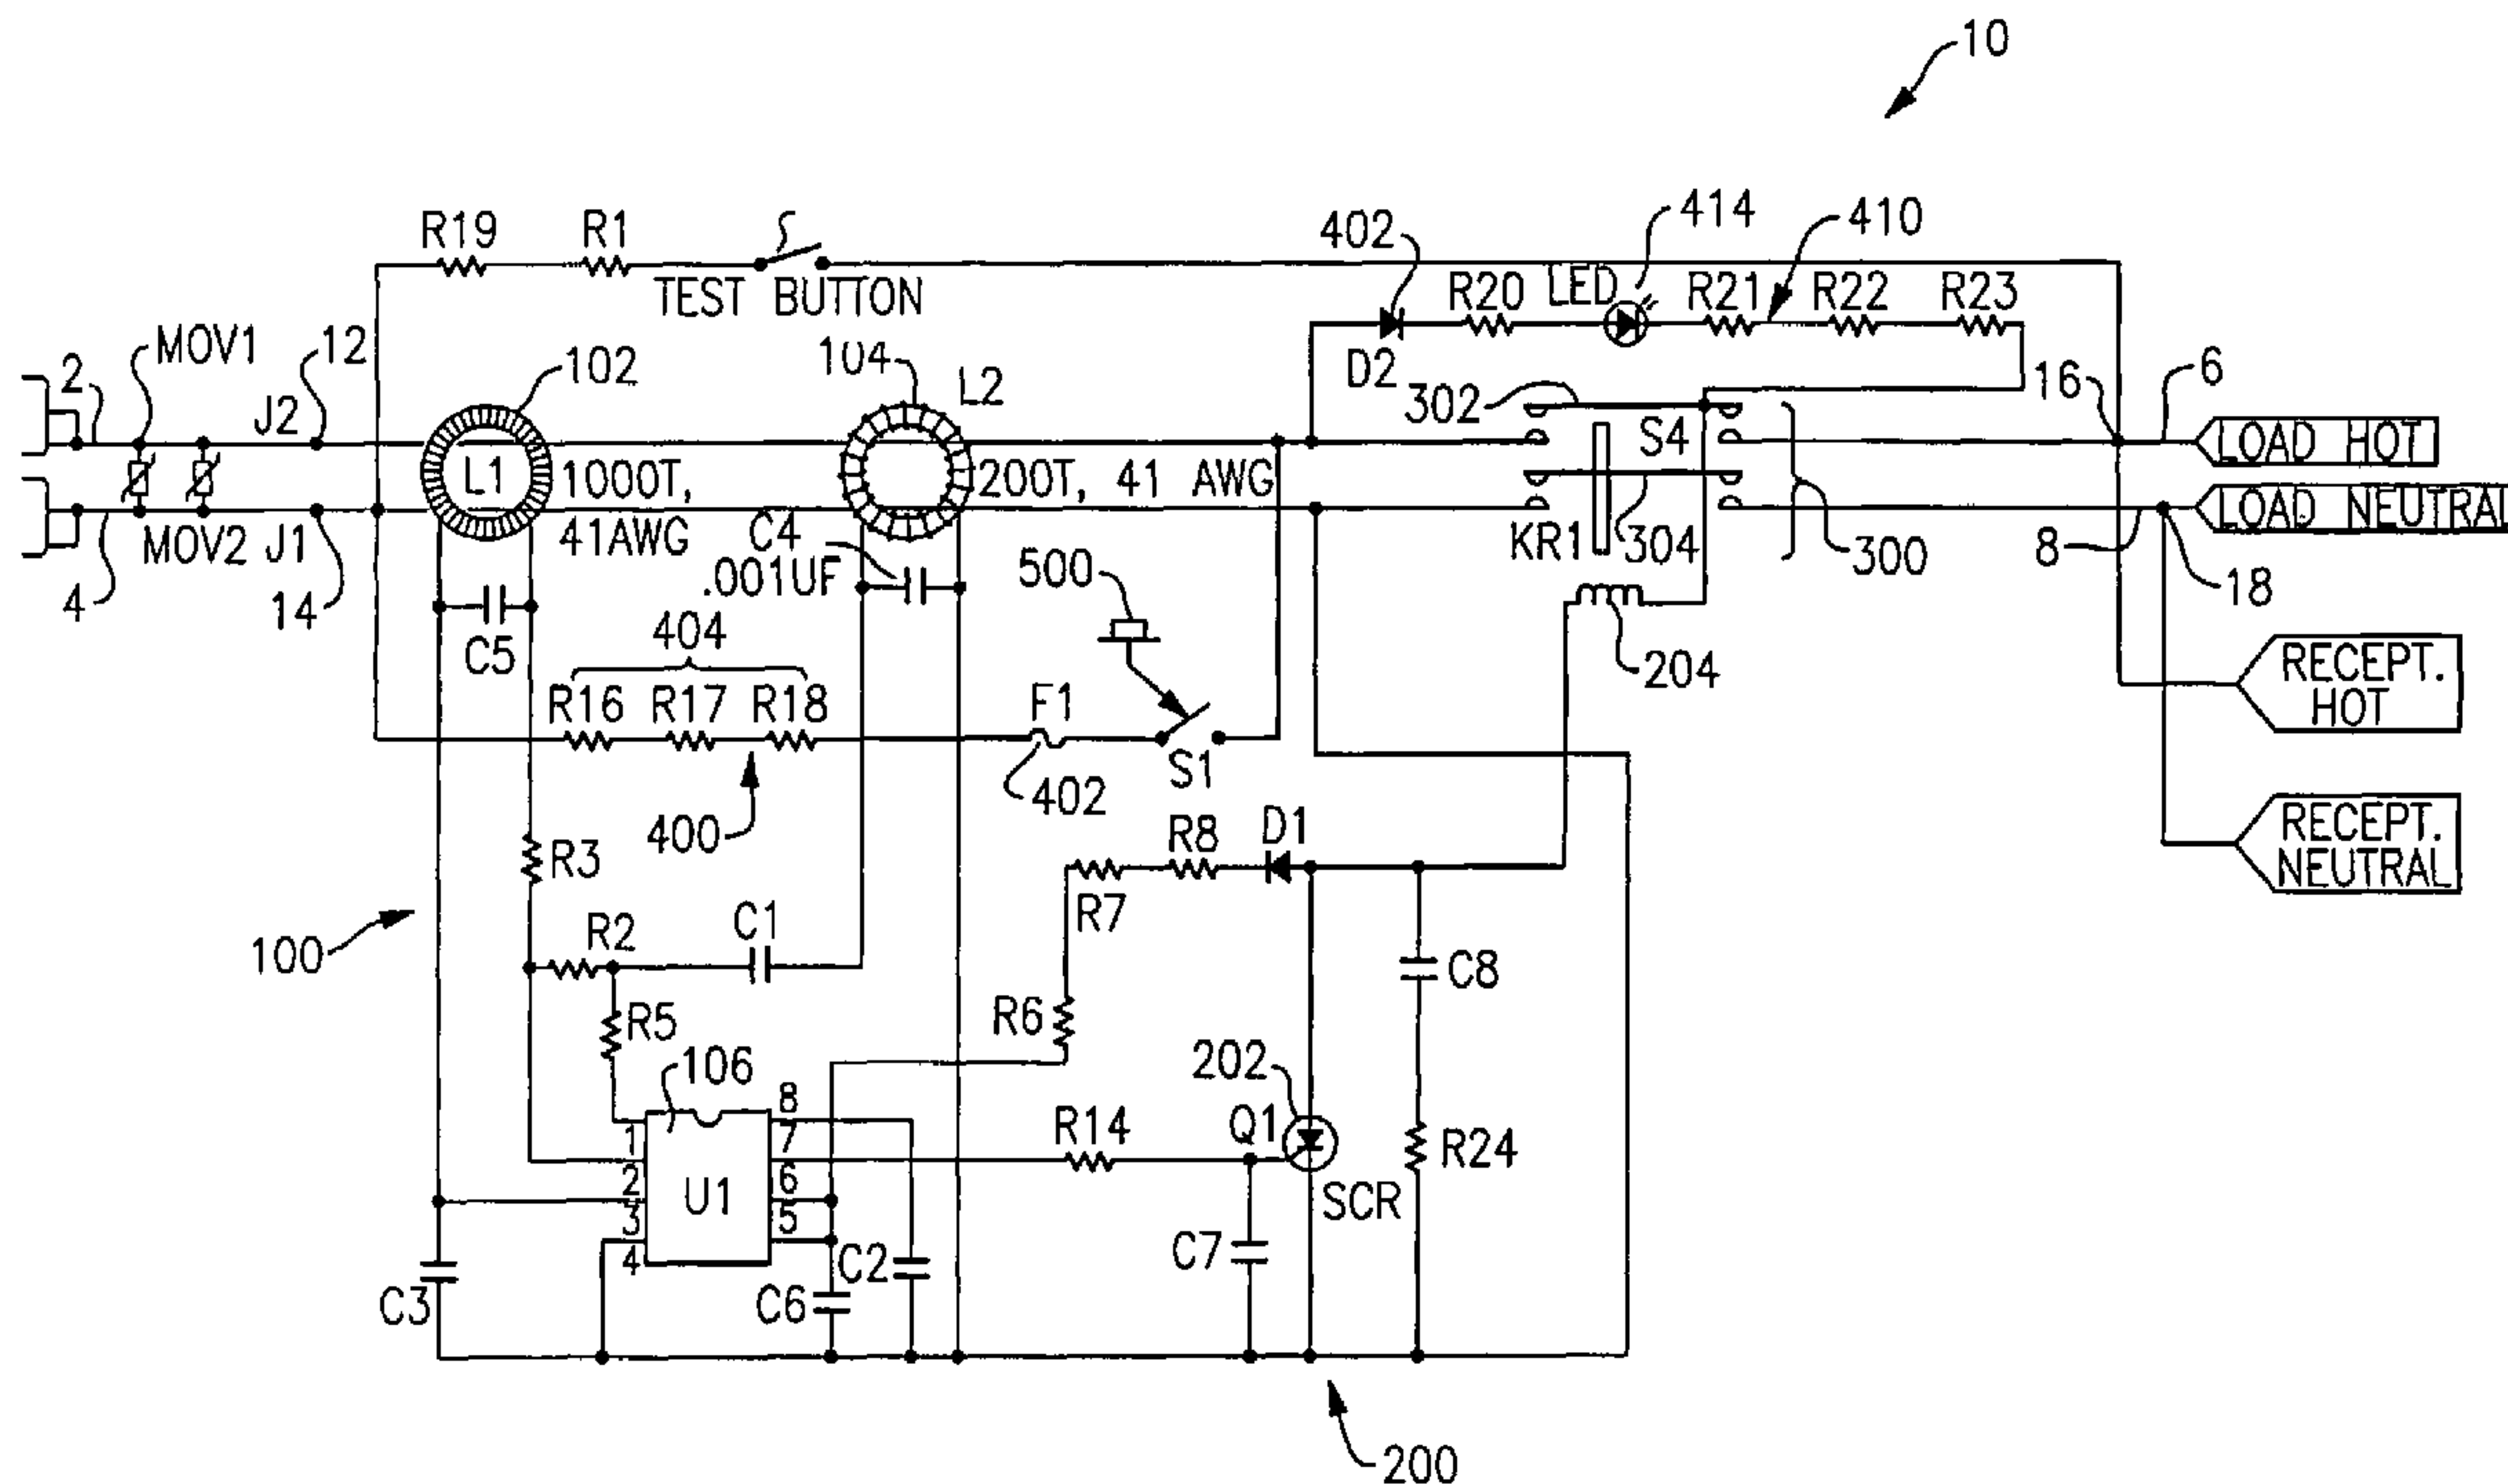 10
R19
R1
TEST BUTTON
402
R20
LED
414
R21
410
R22
R23
D2
MOV1
2
12
J2
102
104
L2
302
S4
16
6
LOAD HOT
L1
1000T,
41AWG
200T, 41 AWG
C4
.001UF
KR1
304
300
8
LOAD NEUTRAL
18
4
MOV2
J1
14
C5
404
R16
R17
R18
500
F1
S1
402
400
204
RECEPT.
HOT
RECEPT.
NEUTRAL
R3
R7
R8
D1
100
R2
C1
R5
R6
C8
106
202
Q1
SCR
R14
R24
U1
1
2
3
4
8
7
6
5
C3
C6
C2
C7
200